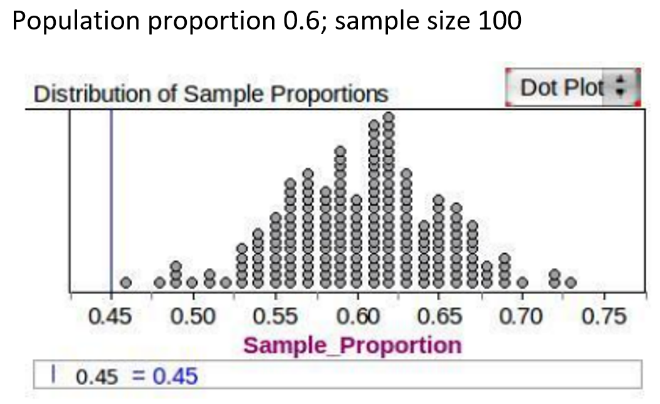 Population proportion 0.6; sample size 100
Distribution of Sample Proportions
Dot Plot
0.45 0.50 0.55 0.60 0.65 0.70 0.75
Sample_Proportion
0.45 = 0.45